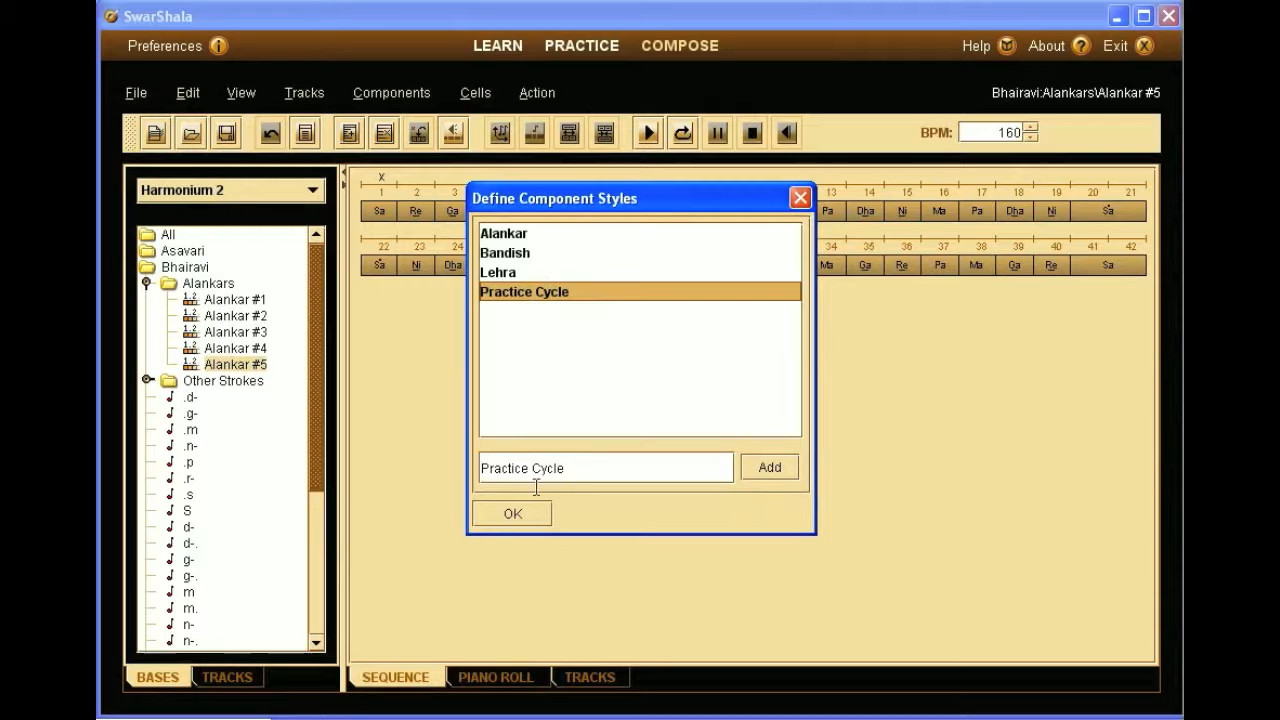 SwarShala
Preferences LEARN PRACTICE COMPOSE Help About Exit
File Edit View Tracks Components Cells Action Bhairavi:Alankars\Alankar #5
BPM: 160
Harmonium 2
All
Asavari
Bhairavi
Alankars
Alankar #1
Alankar #2
Alankar #3
Alankar #4
Alankar #5
Other Strokes
.d-
.g-
.m
.n-
.p
.r-
.s
S
d-
d-.
g-
g-.
m
m.
n-
n-.
BASES TRACKS
X
1 2 3 13 14 15 16 17 18 19 20 21
Sa Re Ga Pa Dha Ni Ma Pa Dha Ni Sa
22 23 24 34 35 36 37 38 39 40 41 42
Sa Ni Dha Ma Ga Re Pa Ma Ga Re Sa
Define Component Styles
Alankar
Bandish
Lehra
Practice Cycle
Practice Cycle Add
OK
SEQUENCE PIANO ROLL TRACKS